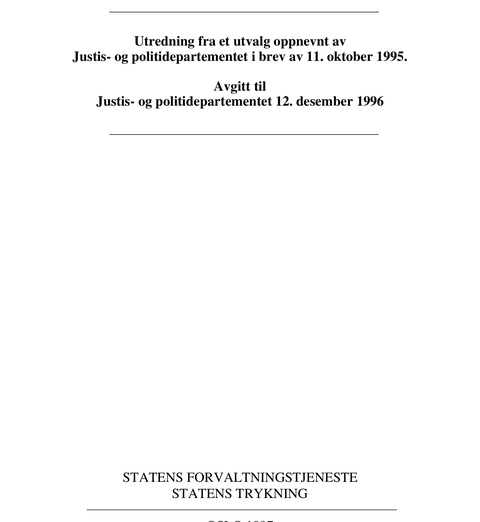 Utredning fra et utvalg oppnevnt av
Justis- og politidepartementet i brev av 11. oktober 1995.
Avgitt til
Justis- og politidepartementet 12. desember 1996
STATENS FORVALTNINGSTJENESTE
STATENS TRYKNING